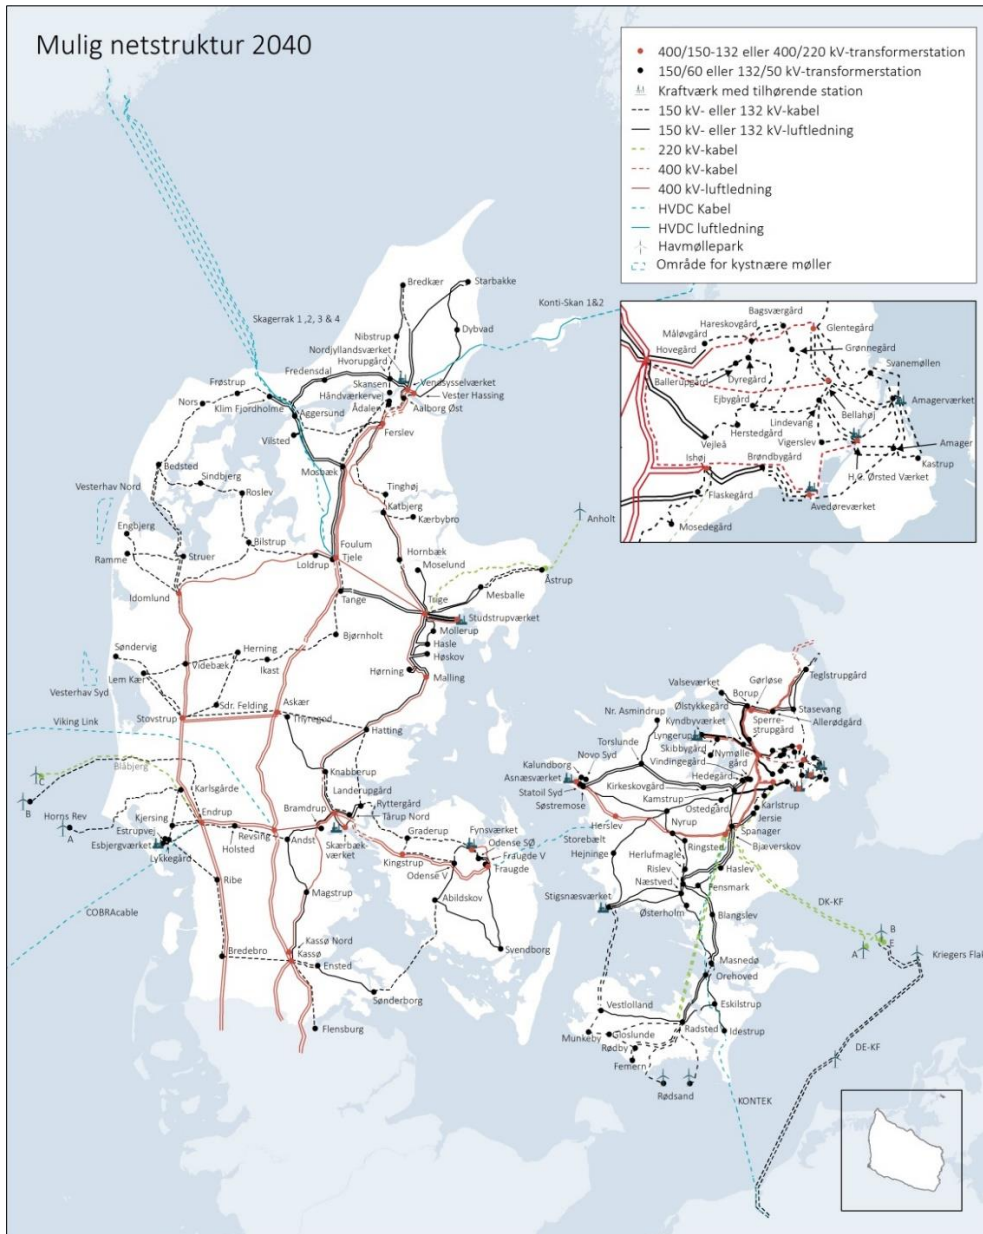 Mulig netstruktur 2040
400/150-132 eller 400/220 kV-transformerstation
150/60 eller 132/50 kV-transformerstation
Kraftværk med tilhørende station
150 kV- eller 132 kV-kabel
150 kV- eller 132 kV-luftledning
220 kV-kabel
400 kV-kabel
400 kV-luftledning
HVDC Kabel
HVDC luftledning
Havmøllepark
Område for kystnære møller
Skagerrak 1 ,2, 3 & 4
Konti-Skan 1&2
Bredkær
Starbakke
Nibstrup
Dybvad
Nordjyllandsværket
Hvorupgård
Fredensdal
Skansen
Vendsysselværket
Vester Hassing
Frøstrup
Håndværkervej
Nors
Klim Fjordholme
Ådalen
Aalborg Øst
Aggersund
Vilsted
Ferslev
Mosbæk
Bedsted
Sindbjerg
Tinghøj
Vesterhav Nord
Roslev
Katbjerg
Kærbybro
Engbjerg
Anholt
Bilstrup
Foulum
Hornbæk
Ramme
Struer
Loldrup
Tjele
Moselund
Åstrup
Idomlund
Mesballe
Tange
Trige
Studstrupværket
Bjørnholt
Mollerup
Hasle
Søndervig
Herning
Høskov
Videbæk
Ikast
Hørning
Lem Kær
Malling
Vesterhav Syd
Sdr. Felding
Askær
Stovstrup
Thyregod
Viking Link
Hatting
Blåbjerg
Knabberup
B
Karlsgårde
Landerupgård
Horns Rev
A
Kjersing
Endrup
Bramdrup
Ryttergård
Tårup Nord
Estrupvej
Revsing
Graderup
Fynsværket
Esbjergværket
Holsted
Andst
Skærbæk-
værket
Odense SØ
Lykkegård
Kingstrup
Fraugde V
Odense V
Fraugde
Ribe
Magstrup
Abildskov
COBRAcable
Kassø Nord
Svendborg
Bredebro
Kassø
Ensted
Sønderborg
Flensburg
Bagsværgård
Hareskovgård
Glentegård
Måløvgård
Hovegård
Grønnegård
Svanemøllen
Ballerupgård
Dyregård
Ejbygård
Amagerværket
Bellahøj
Lindevang
Herstedgård
Vigerslev
Vejleå
Ishøj
Brøndbygård
Amager
Kastrup
H.C. Ørsted Værket
Flaskegård
Avedøreværket
Mosedegård
Valseværket
Gørløse
Teglstrupgård
Borup
Ølstykkegård
Stasevang
Nr. Asmindrup
Kyndbyværket
Sperre-
strupgård
Allerødgård
Lyngerup
Torslunde
Skibbygård
Nymølle-
gård
Kalundborg
Novo Syd
Vindingegård
Asnæsværket
Hedegård
Statoil Syd
Kirkeskovgård
Søstremose
Kamstrup
Karlstrup
Ostedgård
Jersie
Herslev
Nyrup
Spanager
Storebælt
Ringsted
Bjæverskov
Hejninge
Herlufmagle
Haslev
Rislev
Næstved
Fensmark
Stigsnæsværket
DK-KF
Østerholm
Blangslev
B
A
E
Kriegers Flak
Masnedø
Orehoved
Vestlolland
Eskilstrup
Munkeby
Gloslunde
Radsted
Idestrup
Rødby
DE-KF
Femern
Rødsand
KONTEK